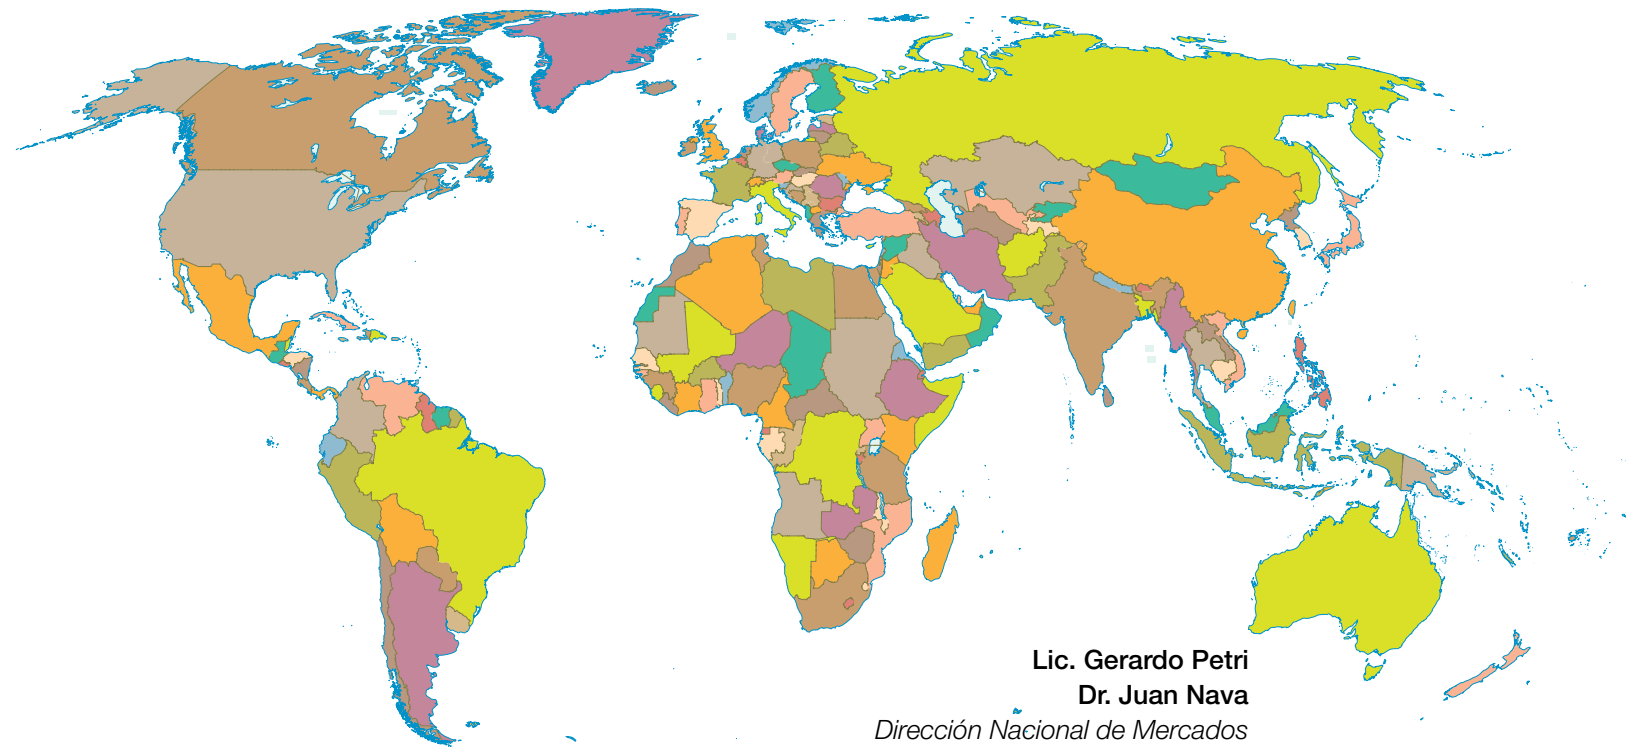 Lic. Gerardo Petri
Dr. Juan Nava
Dirección Nacional de Mercados